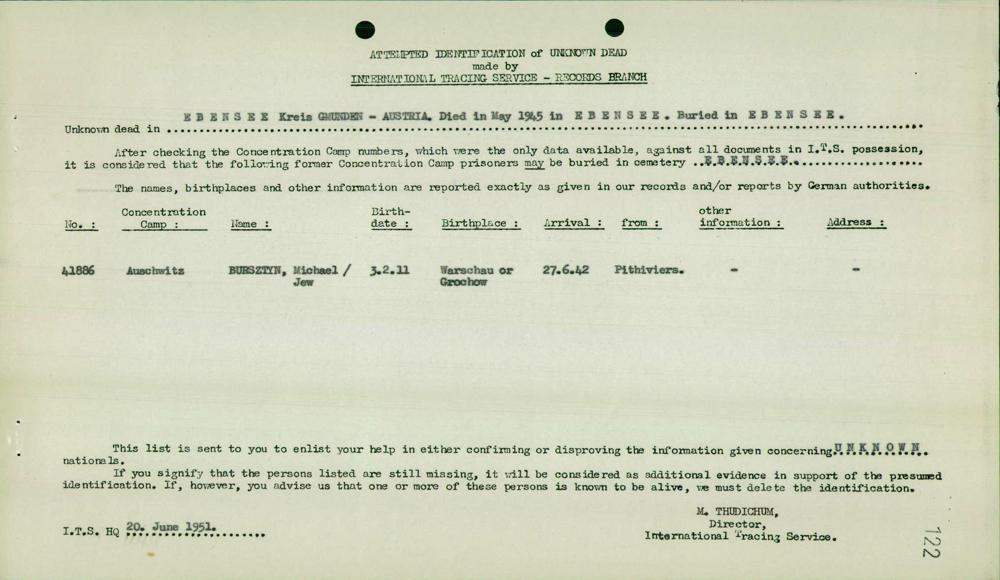 ATTEMPTED IDENTIFICATION of UNKNOWN DEAD
made by
INTERNATIONAL TRACING SERVICE - RECORDS BRANCH
Unknown dead in EBENSEE Kreis GMUNDEN - AUSTRIA. Died in May 1945 in EBENSEE. Buried in EBENSEE.
After checking the Concentration Camp numbers, which were the only data available, against all documents in I.T.S. possession,
it is considered that the following former Concentration Camp prisoners may be buried in cemetery ..EBENSEE..................
The names, birthplaces and other information are reported exactly as given in our records and/or reports by German authorities.
No. : Concentration Camp : Name : Birth-date : Birthplace : Arrival : from : other information : Address :
41886 Auschwitz BURSZTYN, Michael / 3.2.11 Warschau or 27.6.42 Pithiviers. - -
Jew Grochow
This list is sent to you to enlist your help in either confirming or disproving the information given concerning UNKNOWN.
nationals.
If you signify that the persons listed are still missing, it will be considered as additional evidence in support of the presumed
identification. If, however, you advise us that one or more of these persons is known to be alive, we must delete the identification.
M. THUDICHUM,
Director,
International Tracing Service.
I.T.S. HQ 20. June 1951.
122